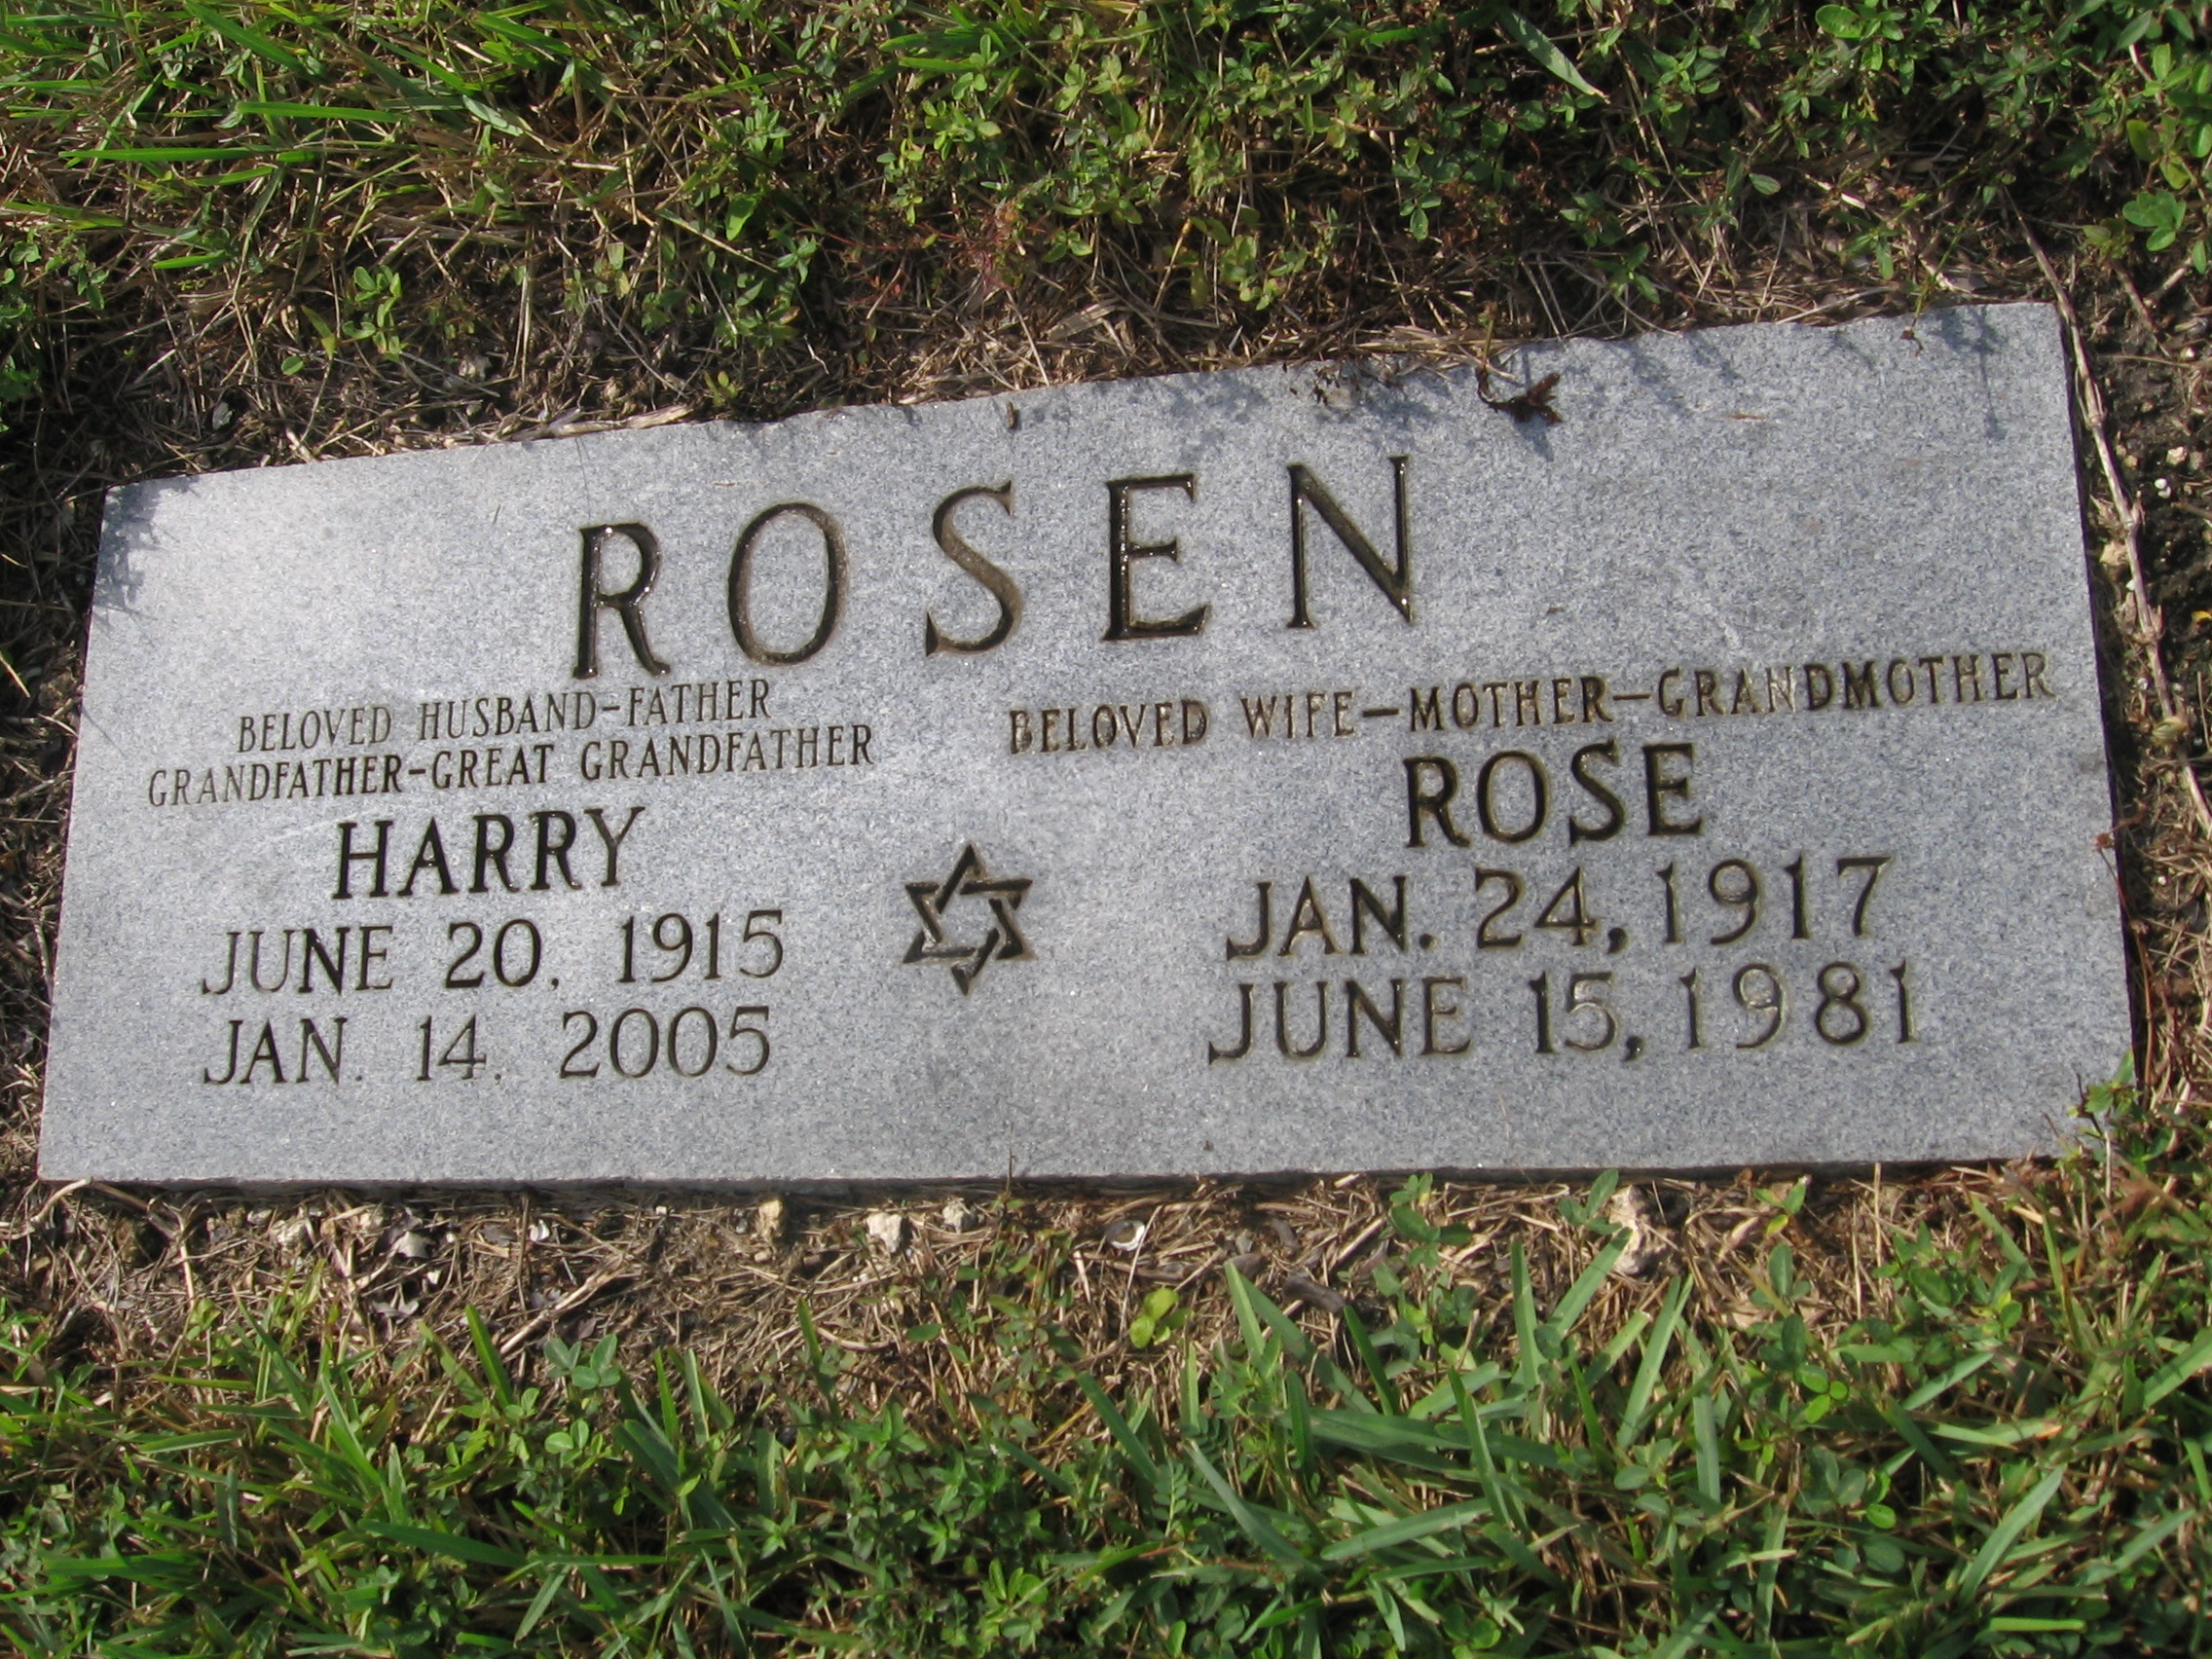 ROSEN
BELOVED HUSBAND-FATHER
GRANDFATHER-GREAT GRANDFATHER
HARRY
JUNE 20, 1915
JAN. 14, 2005
BELOVED WIFE-MOTHER-GRANDMOTHER
ROSE
JAN. 24, 1917
JUNE 15, 1981